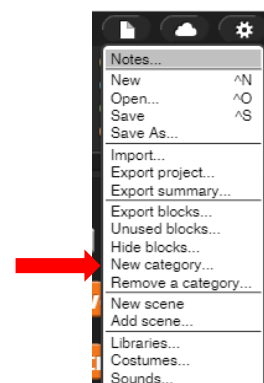 Notes...
New ^N
Open... ^O
Save ^S
Save As...
Import...
Export project...
Export summary...
Export blocks...
Unused blocks...
Hide blocks...
New category...
Remove a category...
New scene
Add scene...
Libraries...
Costumes...
Sounds...